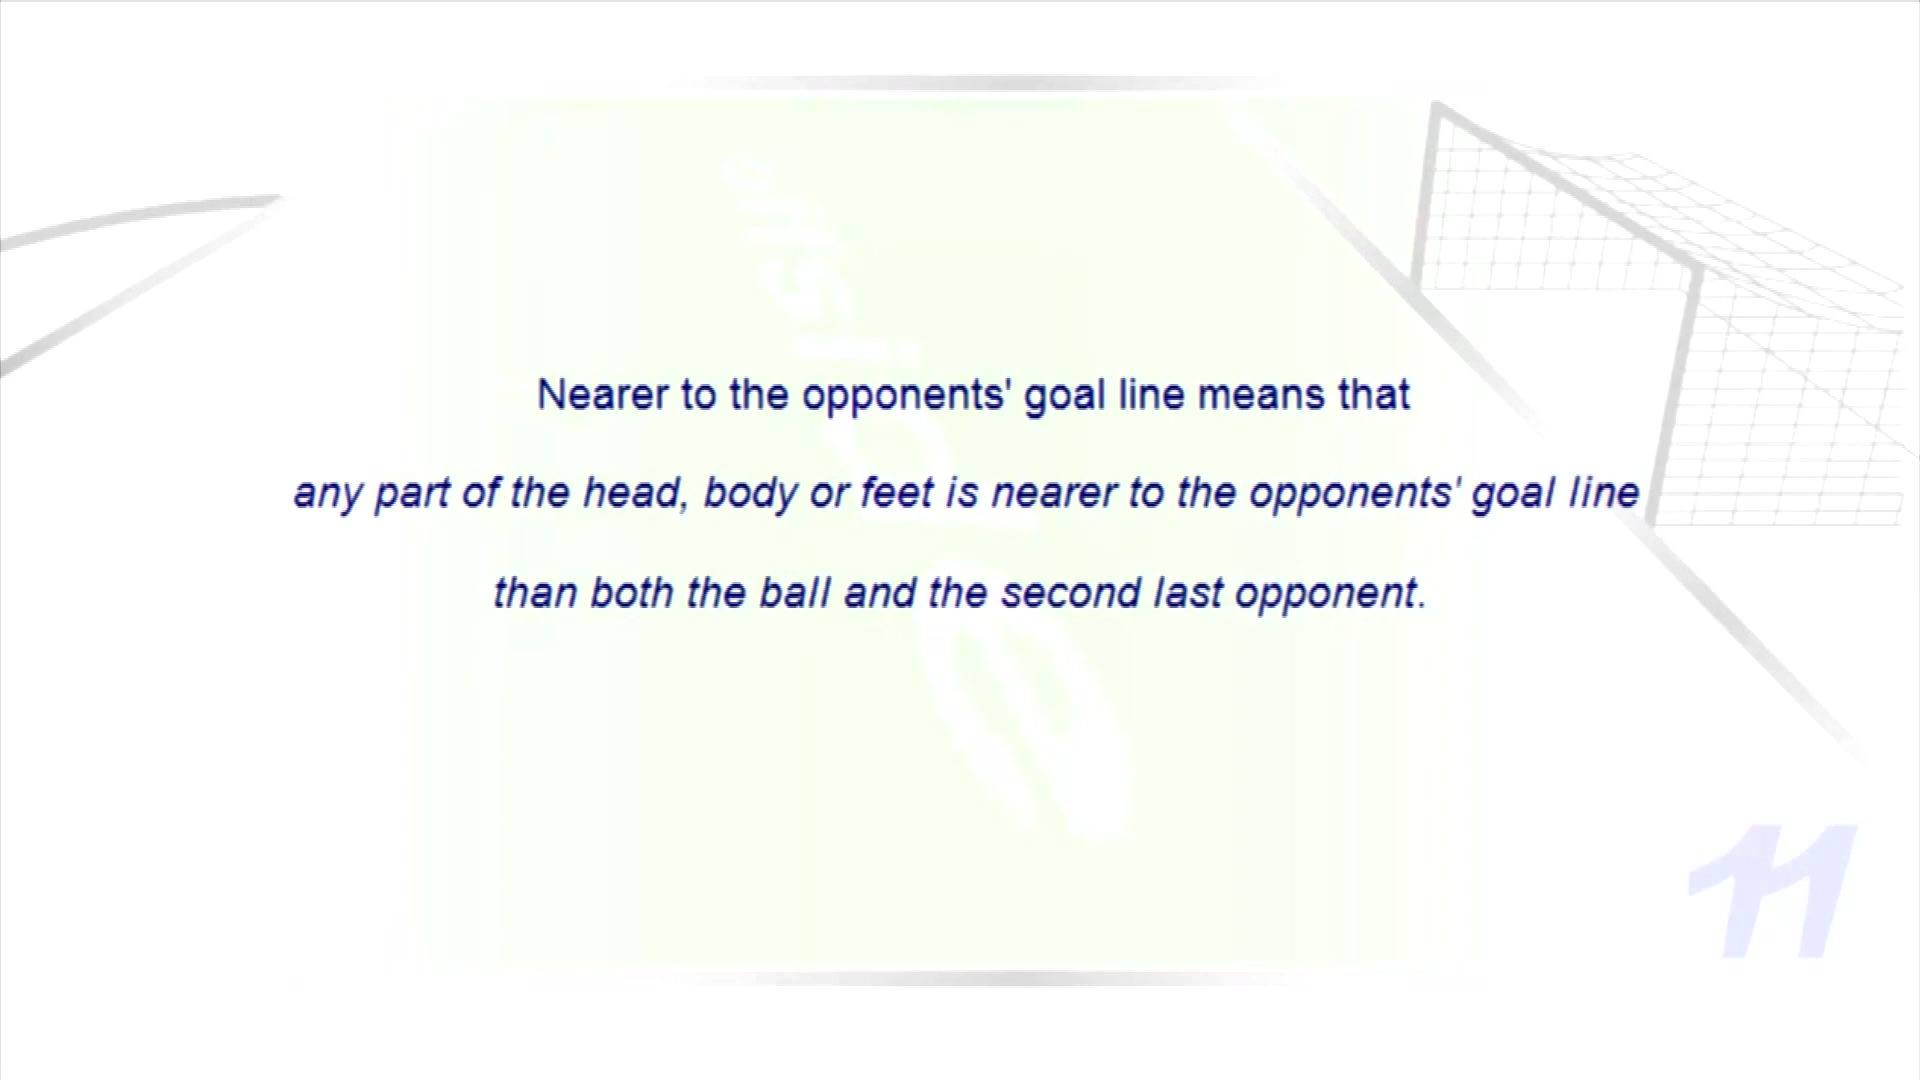 Nearer to the opponents' goal line means that
any part of the head, body or feet is nearer to the opponents' goal line
than both the ball and the second last opponent.
11